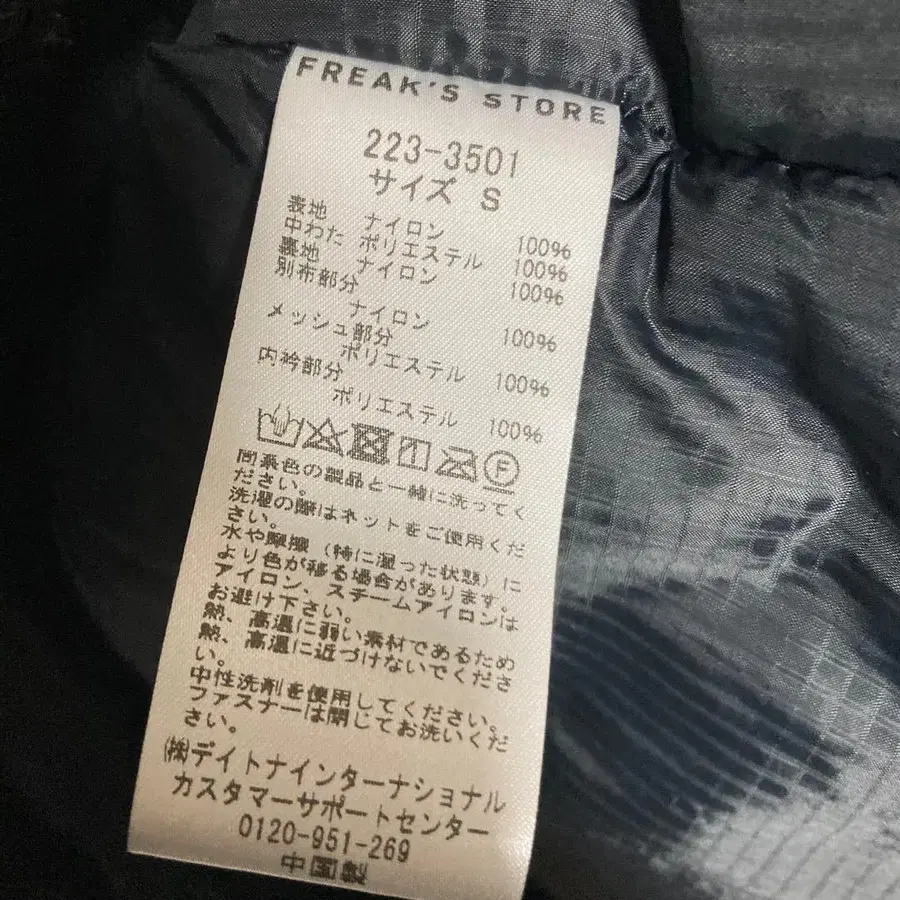 FREAK'S STORE
223-3501
サイズ S
表地 ナイロン 100%
中わた ポリエステル 100%
裏地 ナイロン 100%
別布部分
ナイロン 100%
メッシュ部分
ポリエステル 100%
内衿部分
ポリエステル 100%
F
同系色の製品と一緒に洗ってく
ださい。
洗濯の際はネットをご使用くだ
さい。
水や摩擦（特に湿った状態）に
より色が移る場合があります。
アイロン、スチームアイロンは
お避け下さい。
熱、高温に弱い素材であるため
熱、高温に近づけないでくださ
い。
中性洗剤を使用してください。
ファスナーは閉じてお洗いくだ
さい。
㈱デイトナインターナショナル
カスタマーサポートセンター
0120-951-269
中国製